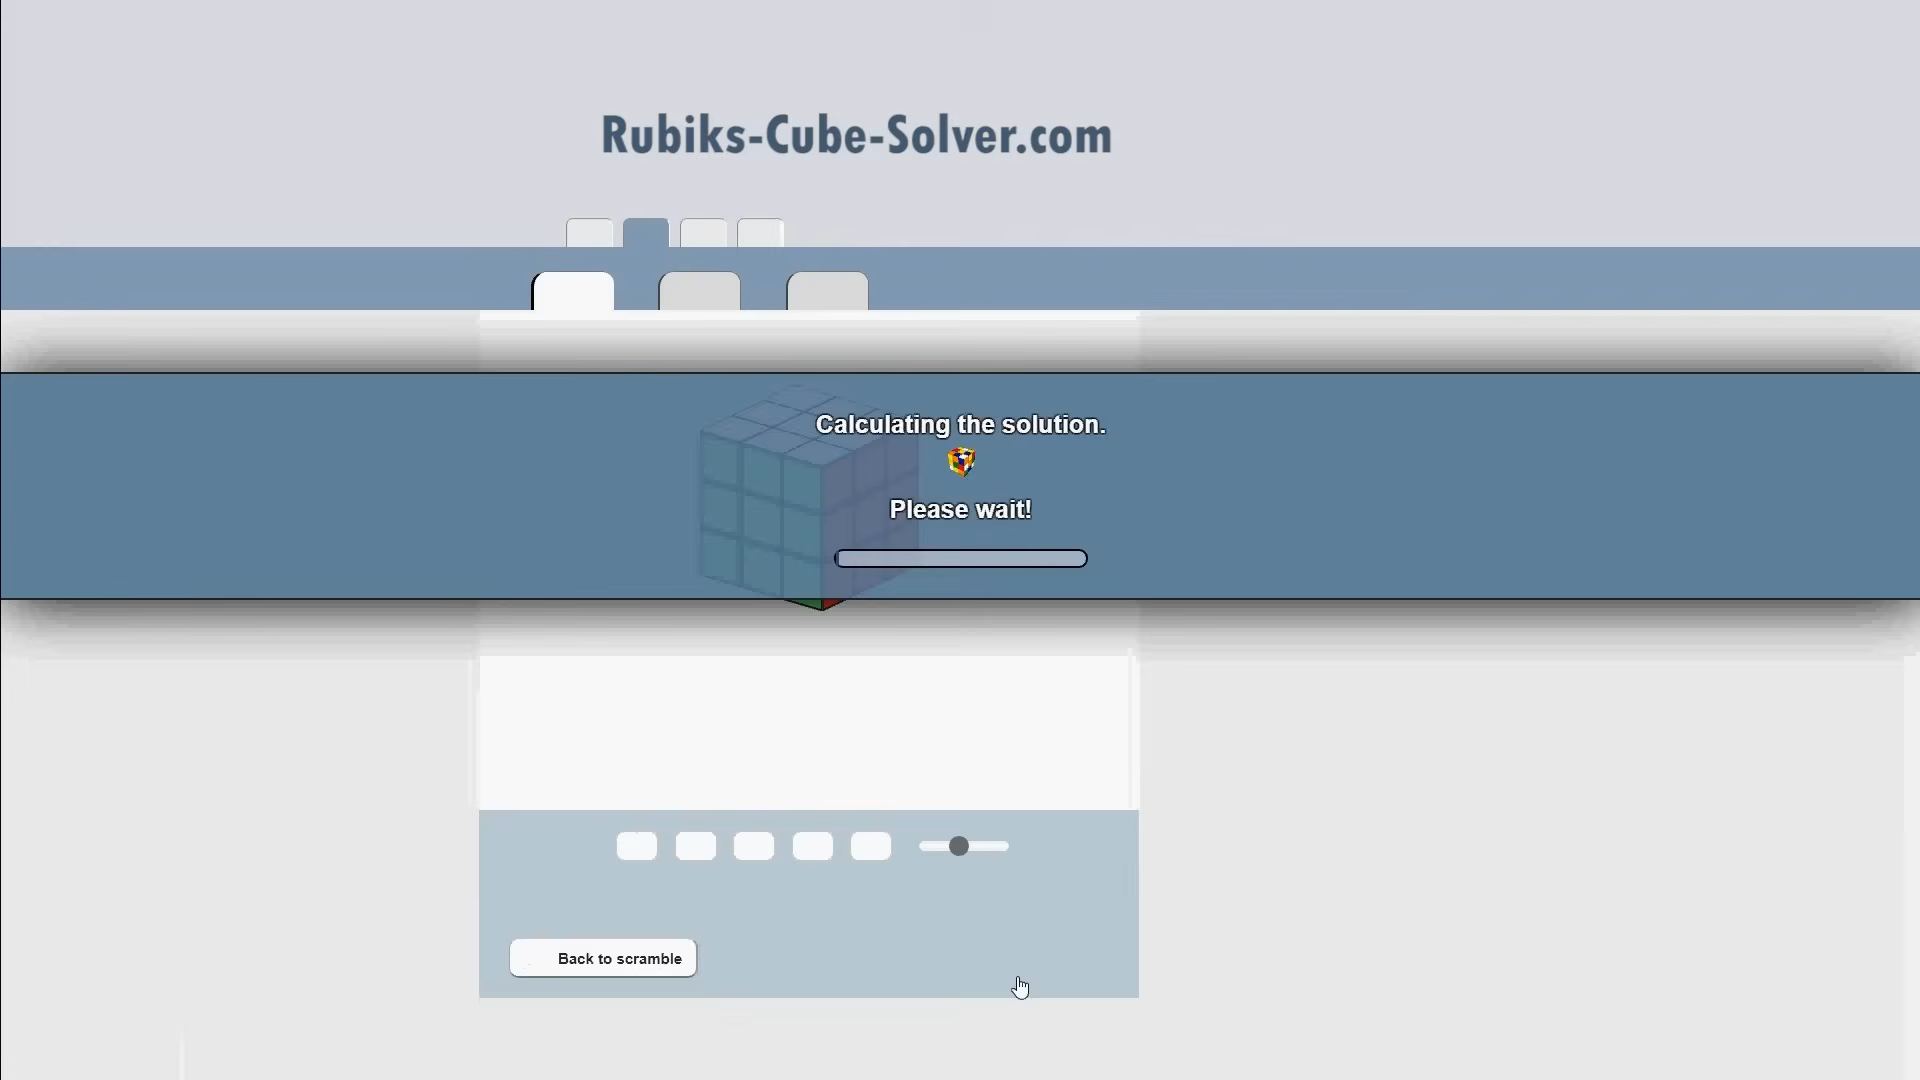 Rubiks-Cube-Solver.com
Calculating the solution.
Please wait!
Back to scramble